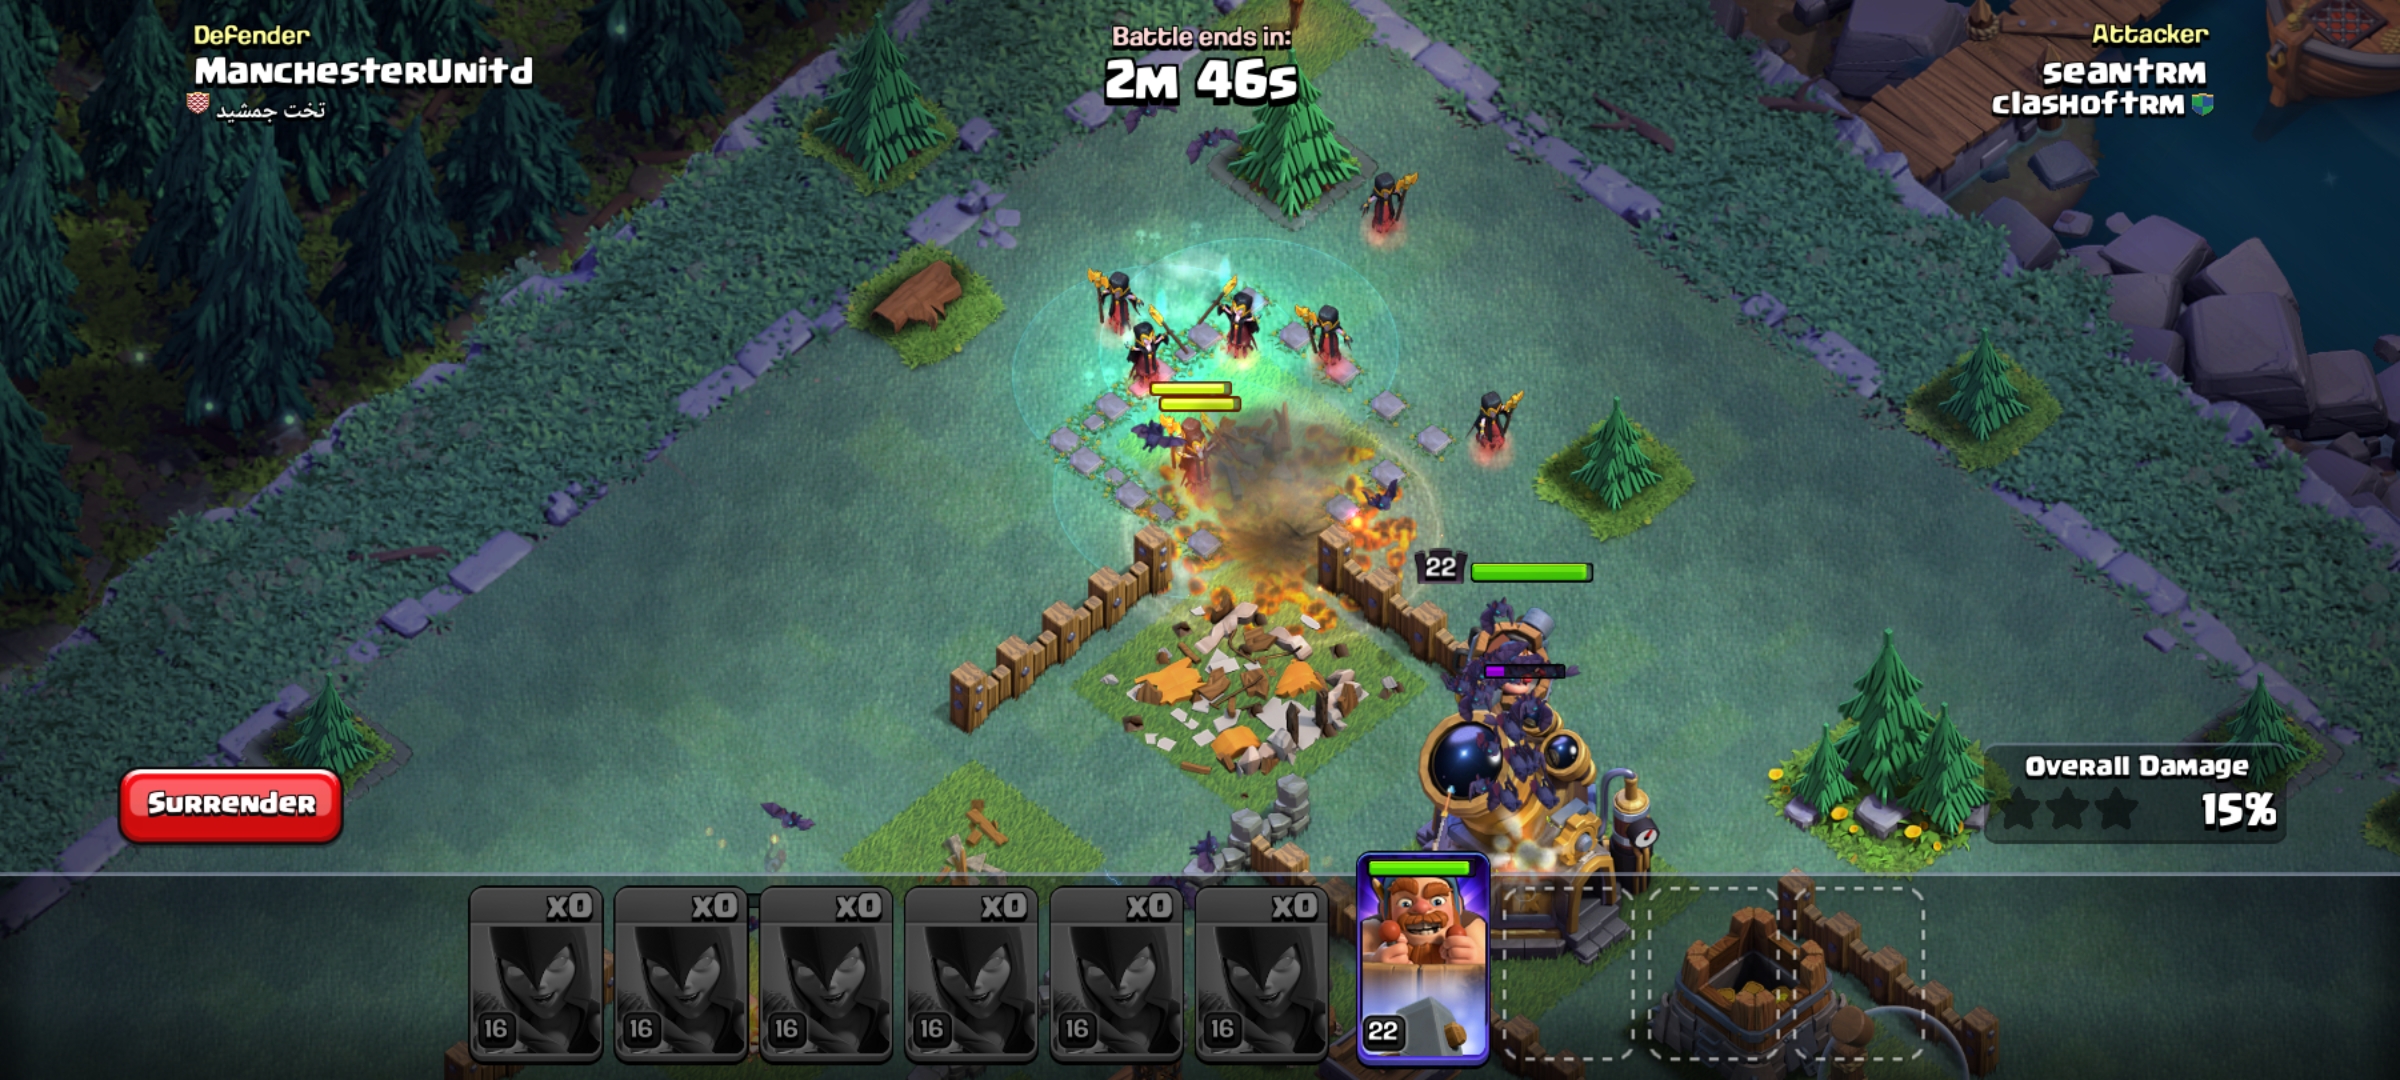 Defender
ManchesterUnitd
تخت جمشید
Battle ends in:
2M 46s
Attacker
seantRM
clashoftRM
22
Surrender
Overall Damage
15%
x0 x0 x0 x0 x0 x0
16 16 16 16 16 16 22